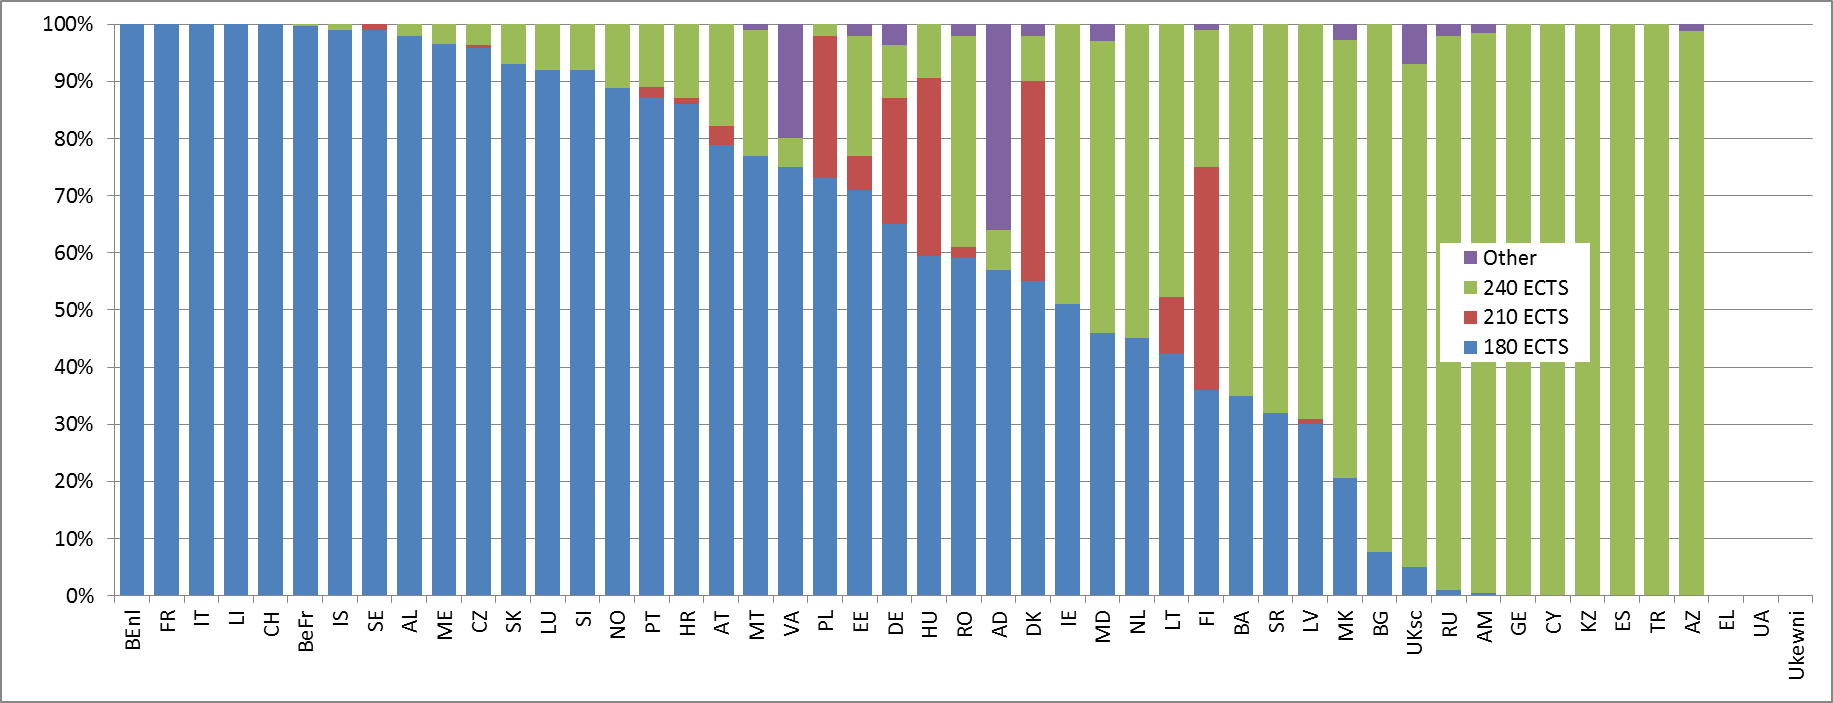 100%
90%
80%
70%
60%
50%
40%
30%
20%
10%
0%
Other
240 ECTS
210 ECTS
180 ECTS
BEnl
FR
IT
LI
CH
BeFr
IS
SE
AL
ME
CZ
SK
LU
SI
NO
PT
HR
AT
MT
VA
PL
EE
DE
HU
RO
AD
DK
IE
MD
NL
LT
FI
BA
SR
LV
MK
BG
UKsc
RU
AM
GE
CY
KZ
ES
TR
AZ
EL
UA
Ukewni